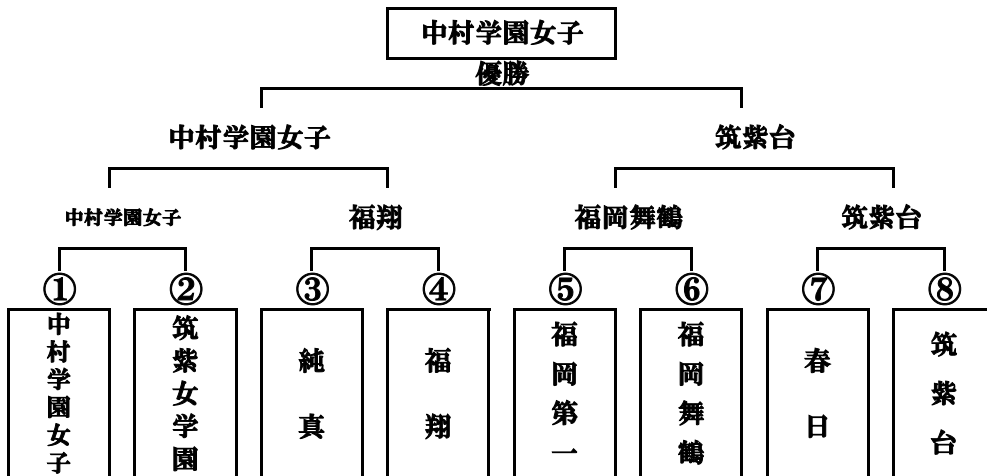 中村学園女子
優勝
中村学園女子
筑紫台
中村学園女子
福翔
福岡舞鶴
筑紫台
①
②
③
④
⑤
⑥
⑦
⑧
中村学園女子
筑紫女学園
純真
福翔
福岡第一
福岡舞鶴
春日
筑紫台